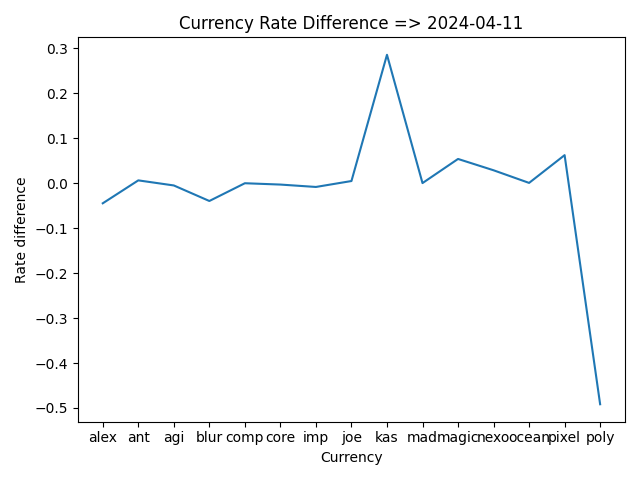 Currency Rate Difference => 2024-04-11
0.3
0.2
0.1
0.0
−0.1
−0.2
−0.3
−0.4
−0.5
Rate difference
alex ant agi blur comp core imp joe kas mad magic nexo ocean pixel poly
Currency